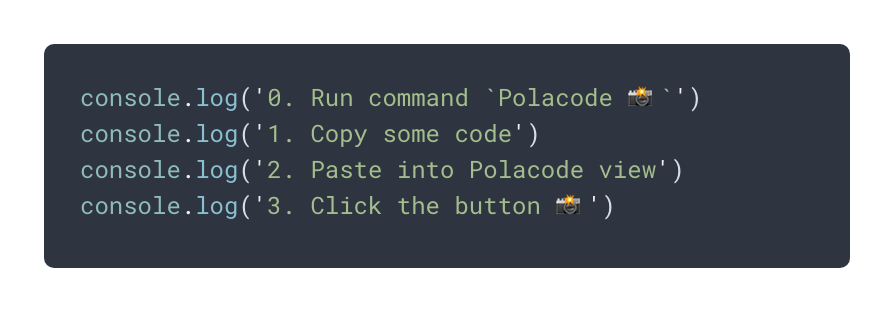 console.log('0. Run command `Polacode 📸 `')
console.log('1. Copy some code')
console.log('2. Paste into Polacode view')
console.log('3. Click the button 📸 ')